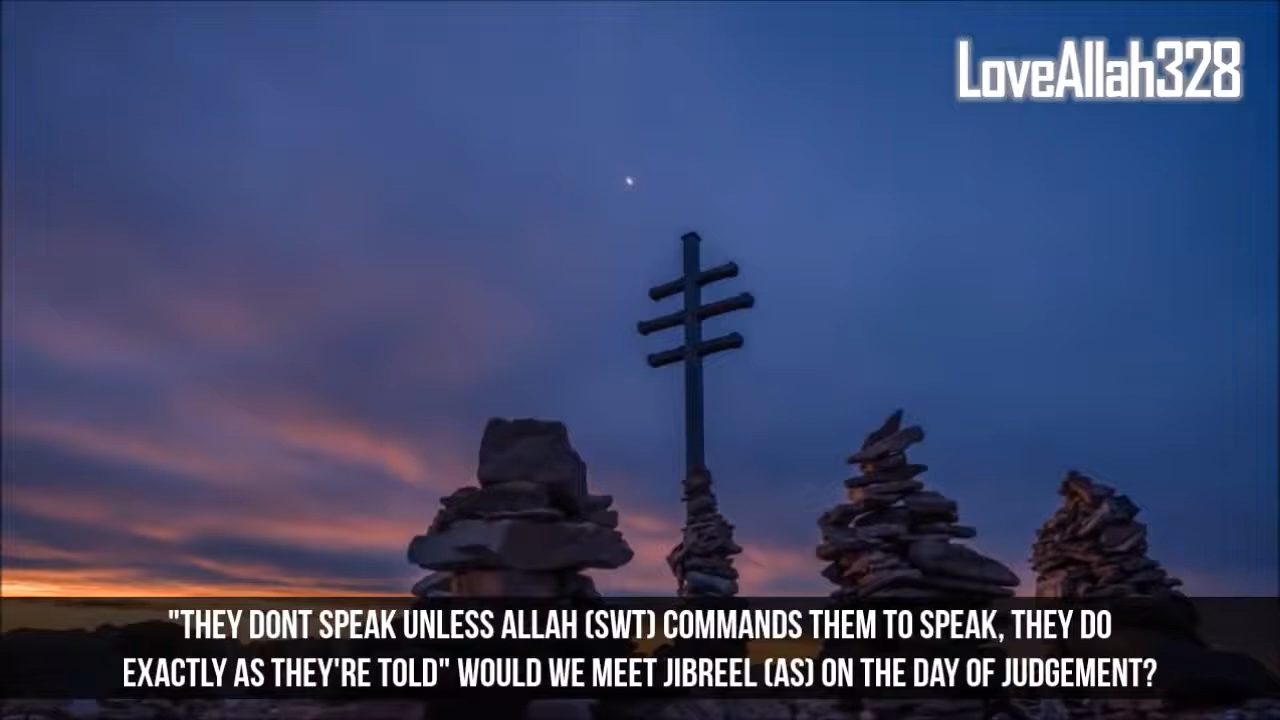 LoveAllah328
"THEY DONT SPEAK UNLESS ALLAH (SWT) COMMANDS THEM TO SPEAK, THEY DO
EXACTLY AS THEY'RE TOLD" WOULD WE MEET JIBREEL (AS) ON THE DAY OF JUDGEMENT?